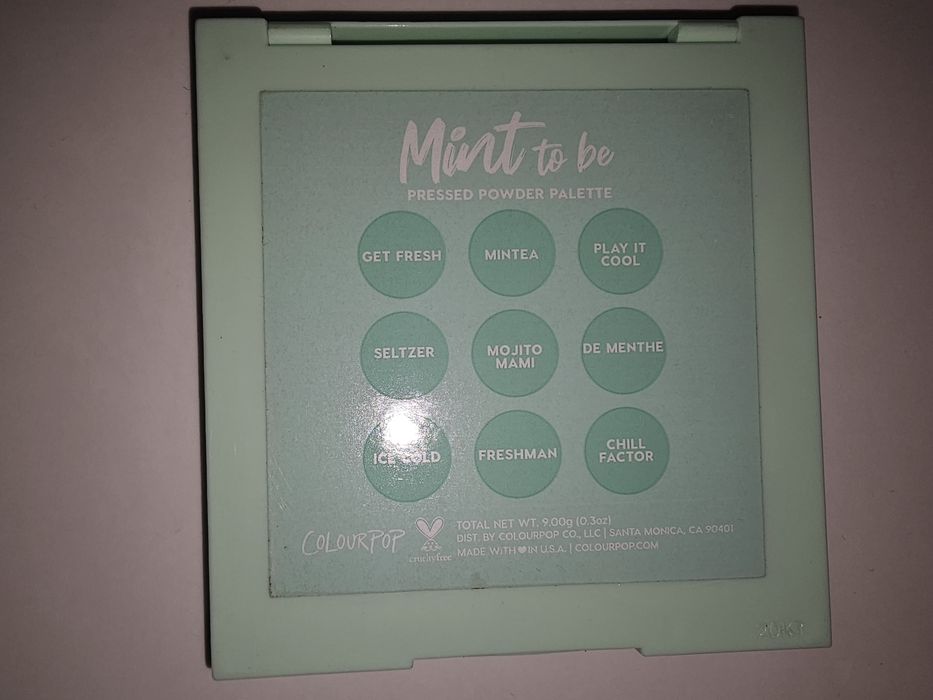 Mint to be
PRESSED POWDER PALETTE
GET FRESH
MINTEA
PLAY IT
COOL
SELTZER
MOJITO
MAMI
DE MENTHE
ICE COLD
FRESHMAN
CHILL
FACTOR
COLOURPOP
crueltyfree
TOTAL NET WT. 9.00g (0.3oz)
DIST. BY COLOURPOP CO., LLC | SANTA MONICA, CA 90401
MADE WITH ♥ IN U.S.A. | COLOURPOP.COM